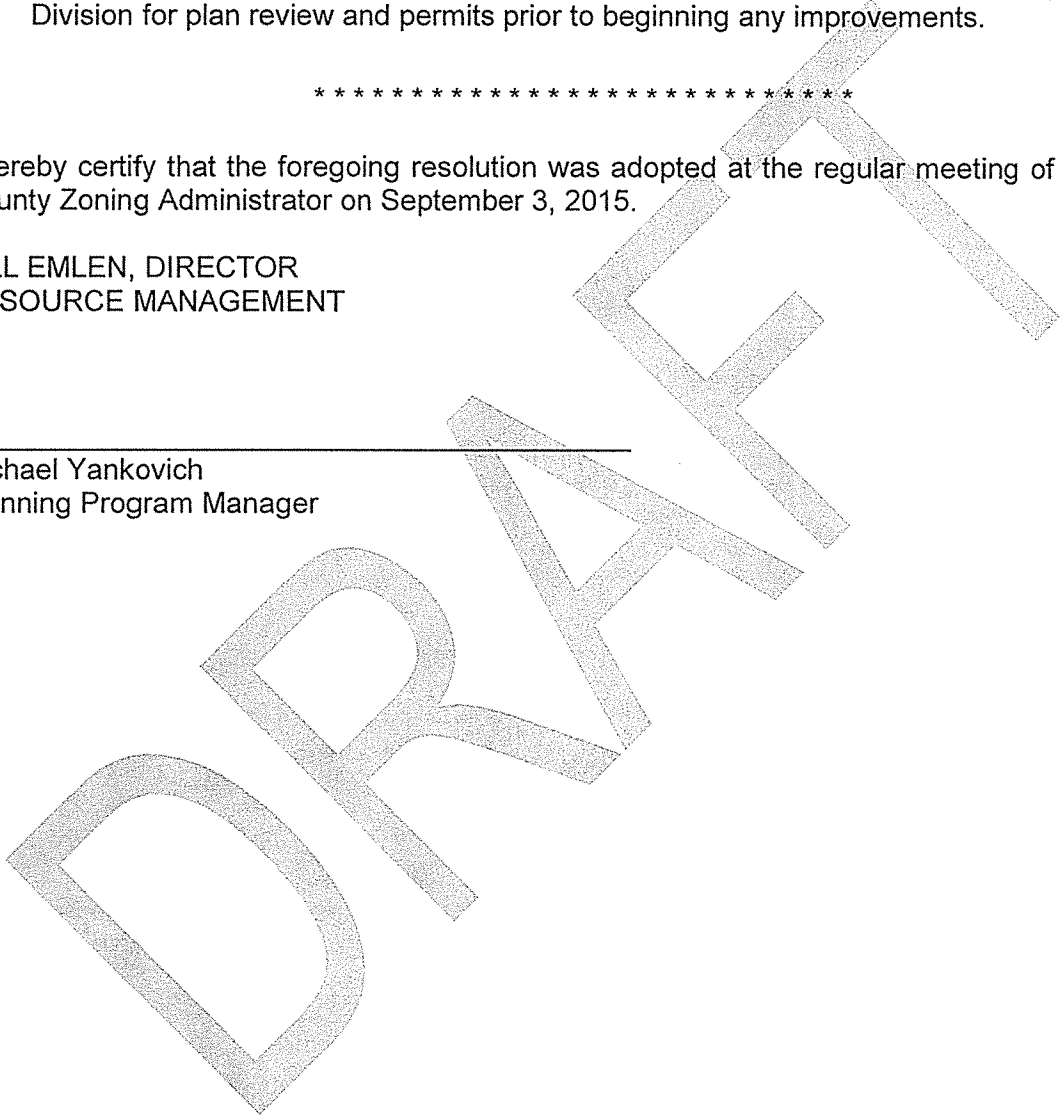 Division for plan review and permits prior to beginning any improvements.
* * * * * * * * * * * * * * * * * * * * * * * * * * * *
ereby certify that the foregoing resolution was adopted at the regular meeting of
unty Zoning Administrator on September 3, 2015.
LL EMLEN, DIRECTOR
SOURCE MANAGEMENT
chael Yankovich
nning Program Manager
DRAFT